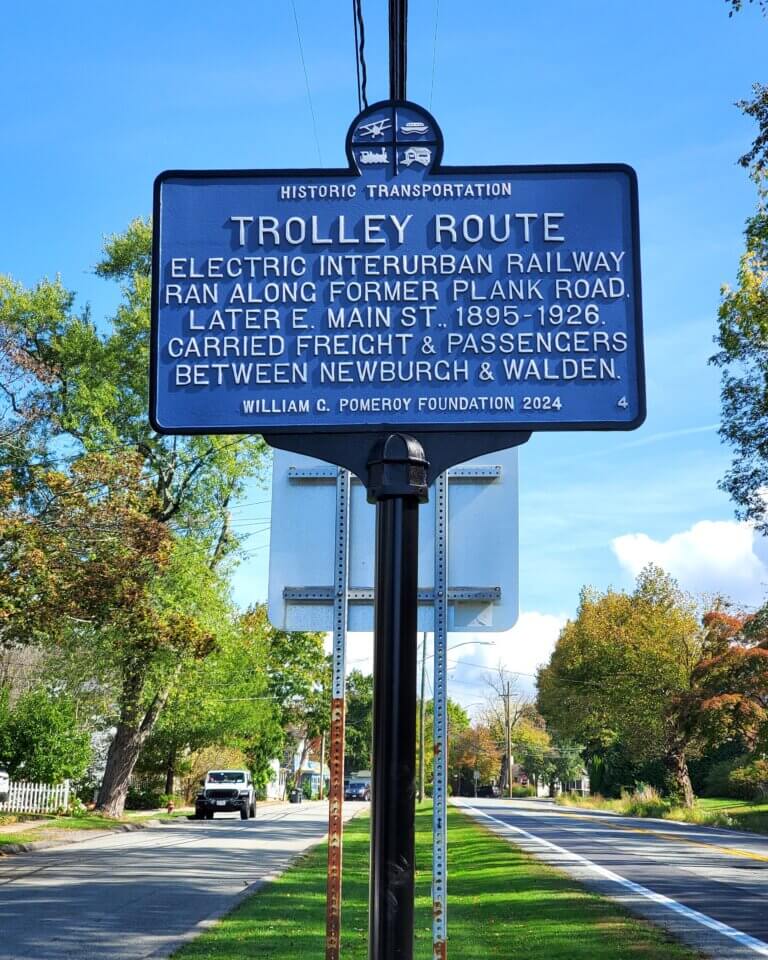 HISTORIC TRANSPORTATION
TROLLEY ROUTE
ELECTRIC INTERURBAN RAILWAY
RAN ALONG FORMER PLANK ROAD,
LATER E. MAIN ST., 1895-1926.
CARRIED FREIGHT & PASSENGERS
BETWEEN NEWBURGH & WALDEN.
WILLIAM G. POMEROY FOUNDATION 2024 4